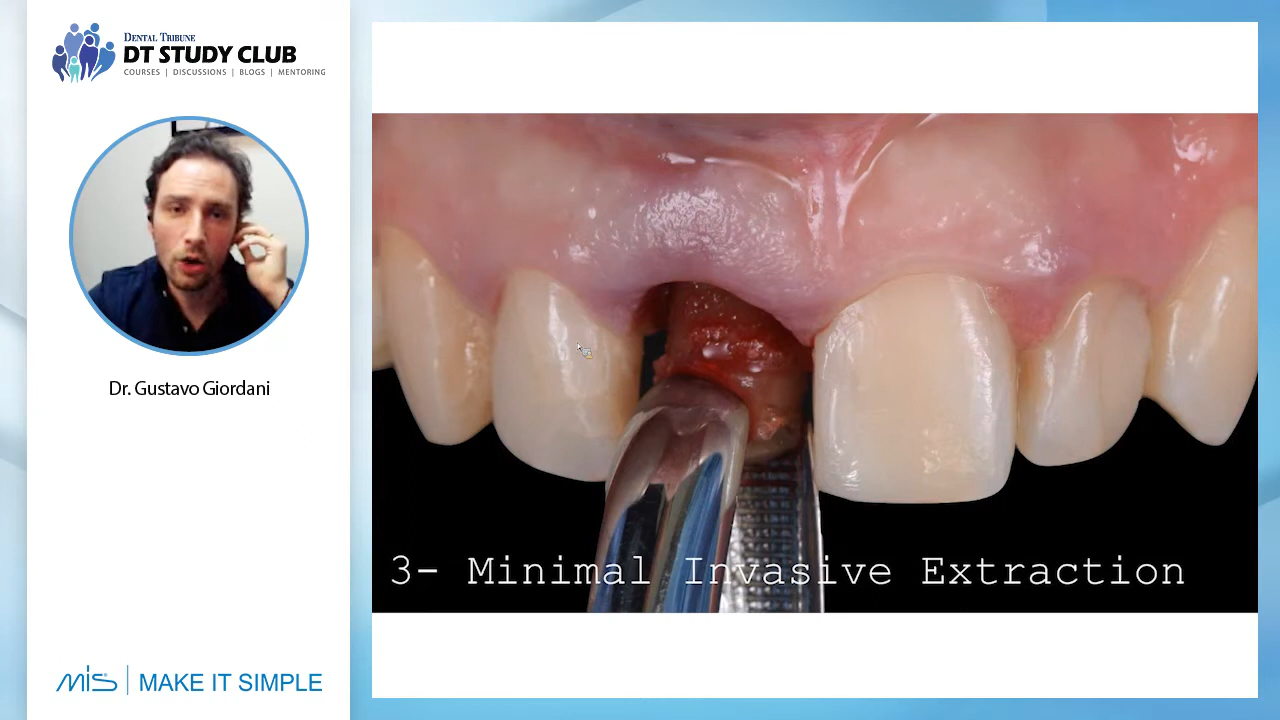 DENTAL TRIBUNE
DT STUDY CLUB
COURSES | DISCUSSIONS | BLOGS | MENTORING
Dr. Gustavo Giordani
3- Minimal Invasive Extraction
mis | MAKE IT SIMPLE